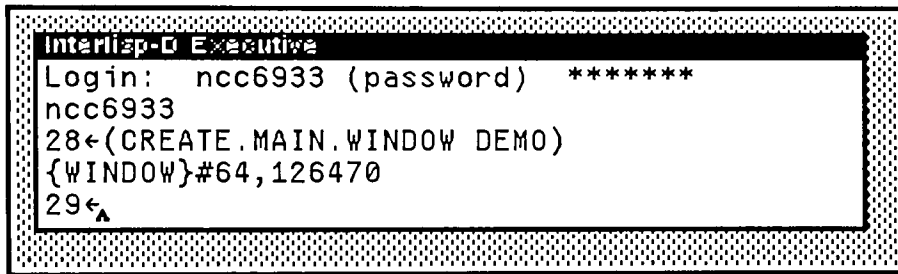 Interlisp-D Executive
Login: ncc6933 (password) *******
ncc6933
28←(CREATE.MAIN.WINDOW DEMO)
{WINDOW}#64,126470
29←